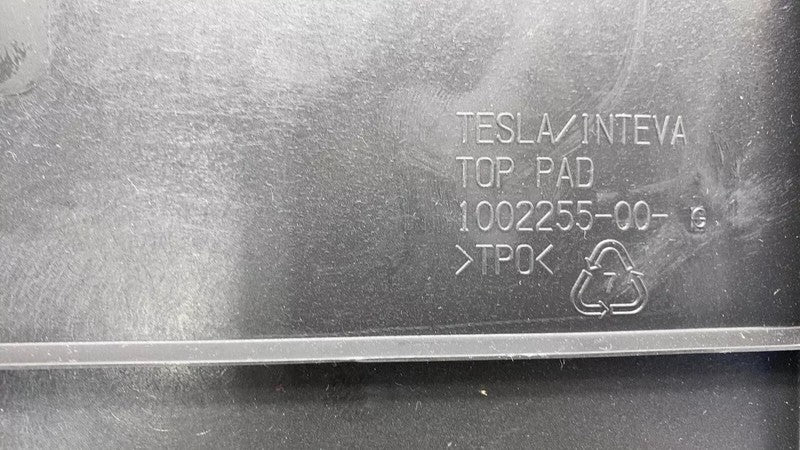 TESLA/INTEVA
TOP PAD
1002255-00- G
>TPO<
7